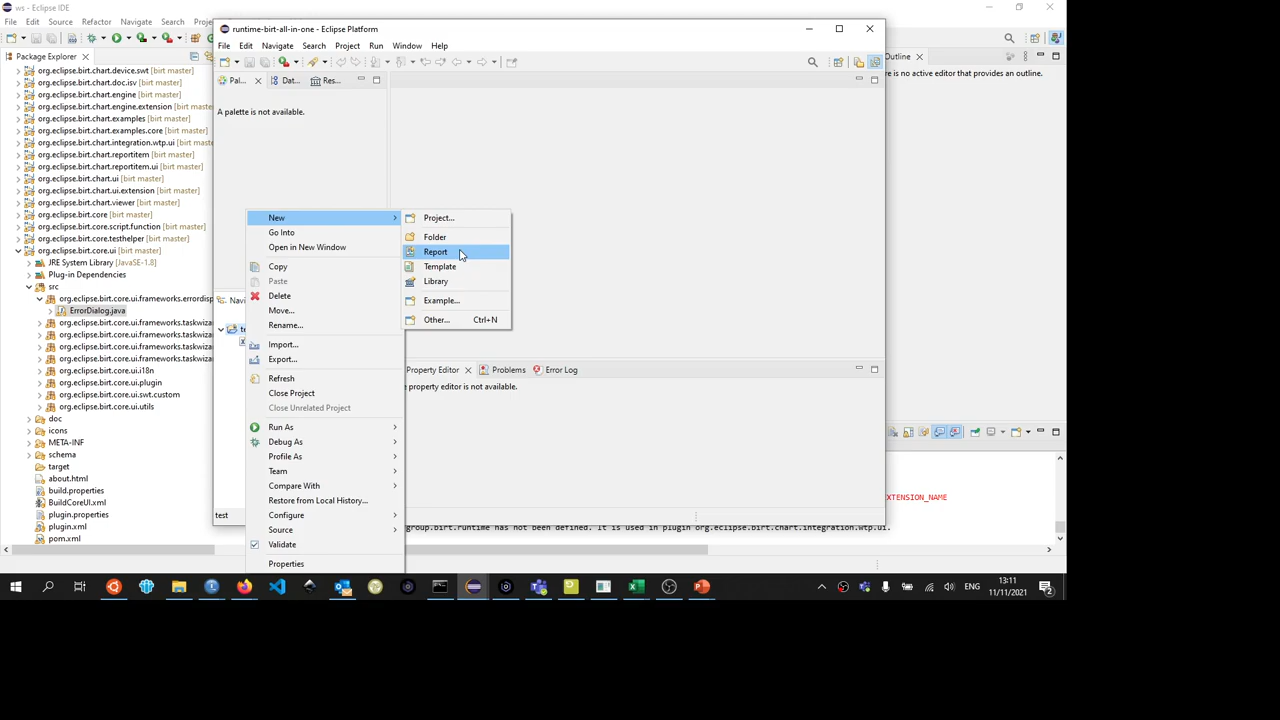 ws - Eclipse IDE
File Edit Source Refactor Navigate Search
Package Explorer
org.eclipse.birt.chart.device.swt [birt master]
org.eclipse.birt.chart.doc.isv [birt master]
org.eclipse.birt.chart.engine [birt master]
org.eclipse.birt.chart.engine.extension [birt master]
org.eclipse.birt.chart.examples [birt master]
org.eclipse.birt.chart.examples.core [birt master]
org.eclipse.birt.chart.integration.wtp.ui [birt master]
org.eclipse.birt.chart.reportitem [birt master]
org.eclipse.birt.chart.reportitem.ui [birt master]
org.eclipse.birt.chart.ui [birt master]
org.eclipse.birt.chart.ui.extension [birt master]
org.eclipse.birt.chart.viewer [birt master]
org.eclipse.birt.core [birt master]
org.eclipse.birt.core.script.function [birt master]
org.eclipse.birt.core.testhelper [birt master]
org.eclipse.birt.core.ui [birt master]
JRE System Library [JavaSE-1.8]
Plug-in Dependencies
src
org.eclipse.birt.core.ui.frameworks.errordisp
ErrorDialog.java
org.eclipse.birt.core.ui.frameworks.taskwiza
org.eclipse.birt.core.ui.frameworks.taskwiza
org.eclipse.birt.core.ui.frameworks.taskwiza
org.eclipse.birt.core.ui.frameworks.taskwiza
org.eclipse.birt.core.ui.i18n
org.eclipse.birt.core.ui.plugin
org.eclipse.birt.core.ui.swt.custom
org.eclipse.birt.core.ui.utils
doc
icons
META-INF
schema
target
about.html
build.properties
BuildCoreUI.xml
plugin.properties
plugin.xml
pom.xml
runtime-birt-all-in-one - Eclipse Platform
File Edit Navigate Search Project Run Window Help
Pal... Dat... Res...
A palette is not available.
New
Go Into
Open in New Window
Copy
Paste
Delete
Move...
Rename...
Import...
Export...
Refresh
Close Project
Close Unrelated Project
Run As
Debug As
Profile As
Team
Compare With
Restore from Local History...
Configure
Source
Validate
Properties
Project...
Folder
Report
Template
Library
Example...
Other... Ctrl+N
Property Editor Problems Error Log
property editor is not available.
test
Outline
re is no active editor that provides an outline.
EXTENSION_NAME
group.birt.runtime has not been defined. It is used in plugin org.eclipse.birt.chart.integration.wtp.ui.
ENG
13:11
11/11/2021
2